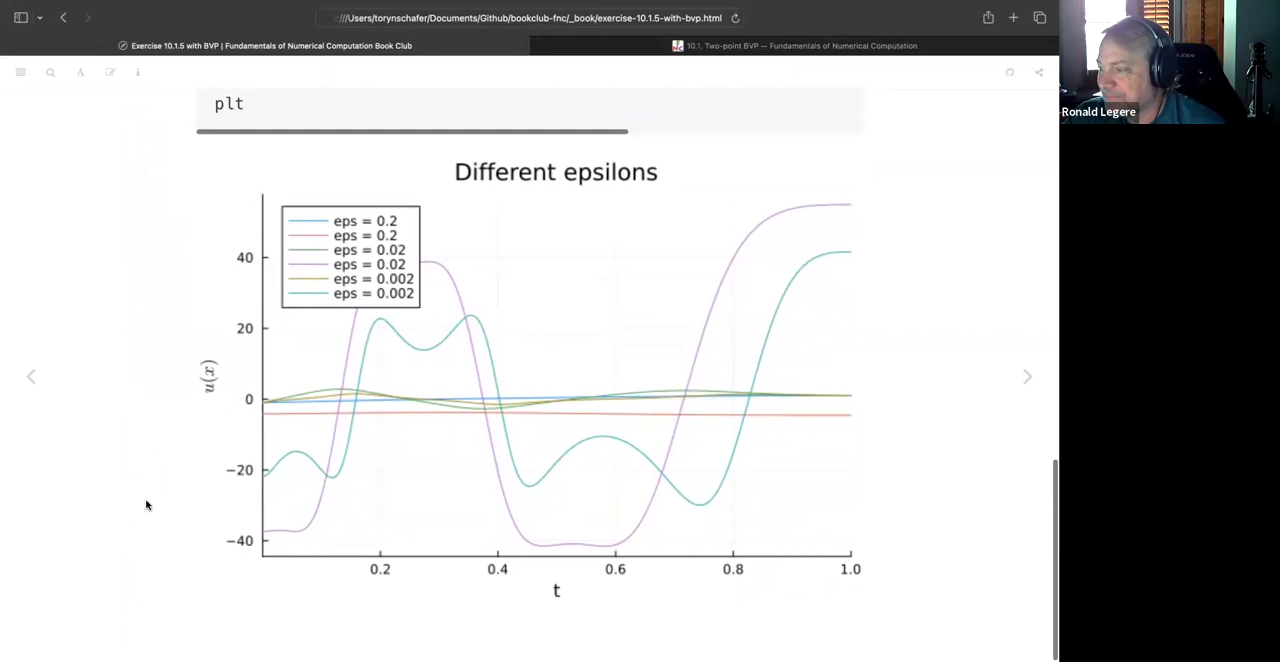 :///Users/torynschafer/Documents/Github/bookclub-fnc/_book/exercise-10.1.5-with-bvp.html
Exercise 10.1.5 with BVP | Fundamentals of Numerical Computation Book Club
10.1. Two-point BVP — Fundamentals of Numerical Computation
A
i
Ronald Legere
plt
Different epsilons
eps = 0.2
eps = 0.2
eps = 0.02
eps = 0.02
eps = 0.002
eps = 0.002
40
20
0
−20
−40
u(x)
0.2 0.4 0.6 0.8 1.0
t